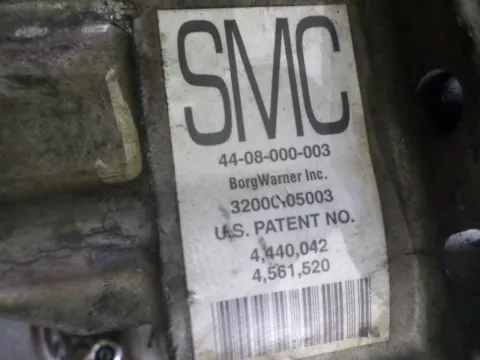 SMC
44-08-000-003
BorgWarner Inc.
U.S. PATENT NO.
4,440,042
4,561,520